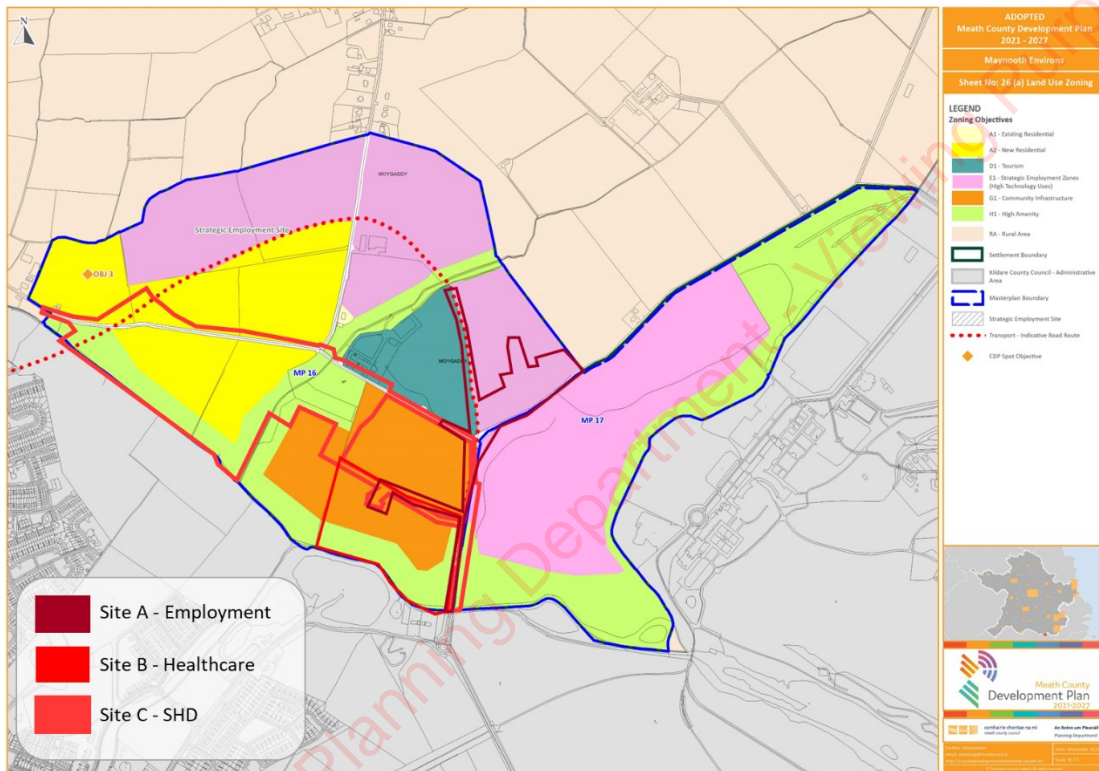 N
MOYGADDY
Strategic Employment Site
OBJ 3
MOYGADDY
MP 16
MP 17
Site A - Employment
Site B - Healthcare
Site C - SHD
Planning Department - Viewing Purp
ADOPTED
Meath County Development Plan
2021 - 2027
Maynooth Environs
Sheet No: 26 (a) Land Use Zoning
LEGEND
Zoning Objectives
A1 - Existing Residential
A2 - New Residential
D1 - Tourism
E1 - Strategic Employment Zones
(High Technology Uses)
G1 - Community Infrastructure
H1 - High Amenity
RA - Rural Area
Settlement Boundary
Kildare County Council - Administrative
Area
Masterplan Boundary
Strategic Employment Site
Transport - Indicative Road Route
CDP Spot Objective
Meath County
Development Plan
2021-2027
comhairle chontae na mí
meath county council
Planning Department